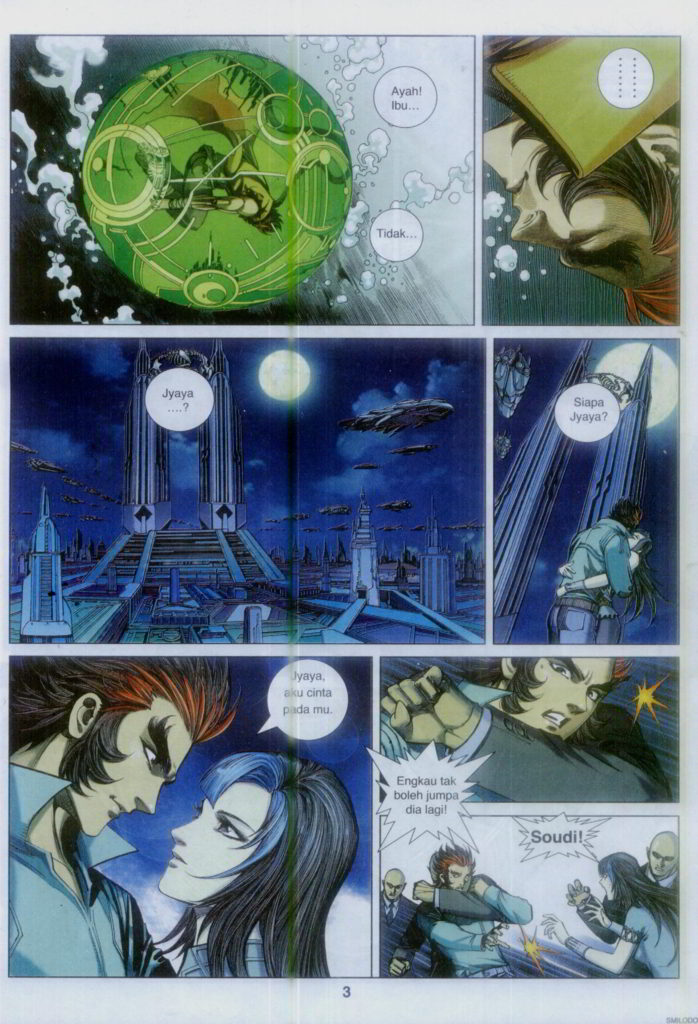 Ayah!
Ibu...
Tidak...
Jyaya
....?
Siapa
Jyaya?
Jyaya,
aku cinta
pada mu.
Engkau tak
boleh jumpa
dia lagi!
Soudi!
3
SMILODO